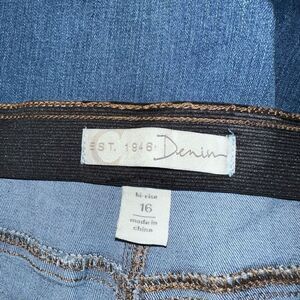 EST. 1946 Denim
hi-rise
16
made in
china